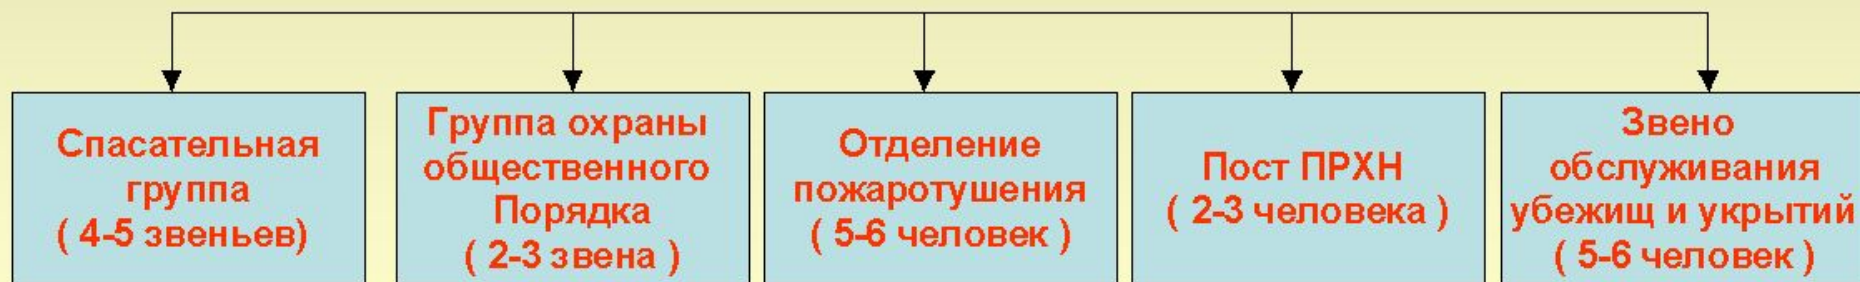 Спасательная
группа
( 4-5 звеньев)
Группа охраны
общественного
Порядка
( 2-3 звена )
Отделение
пожаротушения
( 5-6 человек )
Пост ПРХН
( 2-3 человека )
Звено
обслуживания
убежищ и укрытий
( 5-6 человек )